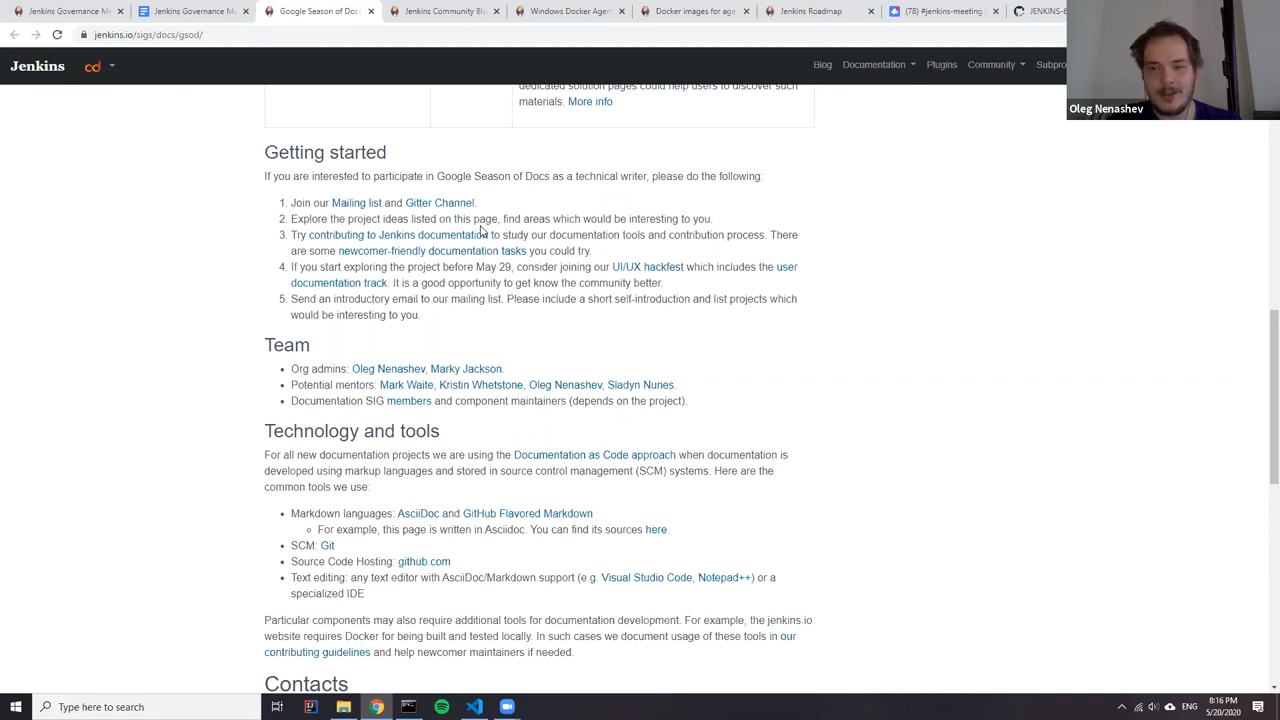 Jenkins Governance M
Jenkins Governance M
Google Season of Doc
Jenkins Community Blo
Windows Docker Agen
Docker images for age
Jenkins Roadmap
(78) #jenkins-meeting
JENKINS-6
jenkins.io/sigs/docs/gsod/
Jenkins
cd
Blog
Documentation
Plugins
Community
Subpro
Oleg Nenashev
dedicated solution pages could help users to discover such
materials. More info
Getting started
If you are interested to participate in Google Season of Docs as a technical writer, please do the following:
1. Join our Mailing list and Gitter Channel.
2. Explore the project ideas listed on this page, find areas which would be interesting to you.
3. Try contributing to Jenkins documentation to study our documentation tools and contribution process. There
are some newcomer-friendly documentation tasks you could try.
4. If you start exploring the project before May 29, consider joining our UI/UX hackfest which includes the user
documentation track. It is a good opportunity to get know the community better.
5. Send an introductory email to our mailing list. Please include a short self-introduction and list projects which
would be interesting to you.
Team
• Org admins: Oleg Nenashev, Marky Jackson.
• Potential mentors: Mark Waite, Kristin Whetstone, Oleg Nenashev, Sladyn Nunes.
• Documentation SIG members and component maintainers (depends on the project).
Technology and tools
For all new documentation projects we are using the Documentation as Code approach when documentation is
developed using markup languages and stored in source control management (SCM) systems. Here are the
common tools we use:
• Markdown languages: AsciiDoc and GitHub Flavored Markdown
◦ For example, this page is written in Asciidoc. You can find its sources here.
• SCM: Git
• Source Code Hosting: github.com
• Text editing: any text editor with AsciiDoc/Markdown support (e.g. Visual Studio Code, Notepad++) or a
specialized IDE
Particular components may also require additional tools for documentation development. For example, the jenkins.io
website requires Docker for being built and tested locally. In such cases we document usage of these tools in our
contributing guidelines and help newcomer maintainers if needed.
Contacts
Type here to search
ENG
8:16 PM
5/20/2020